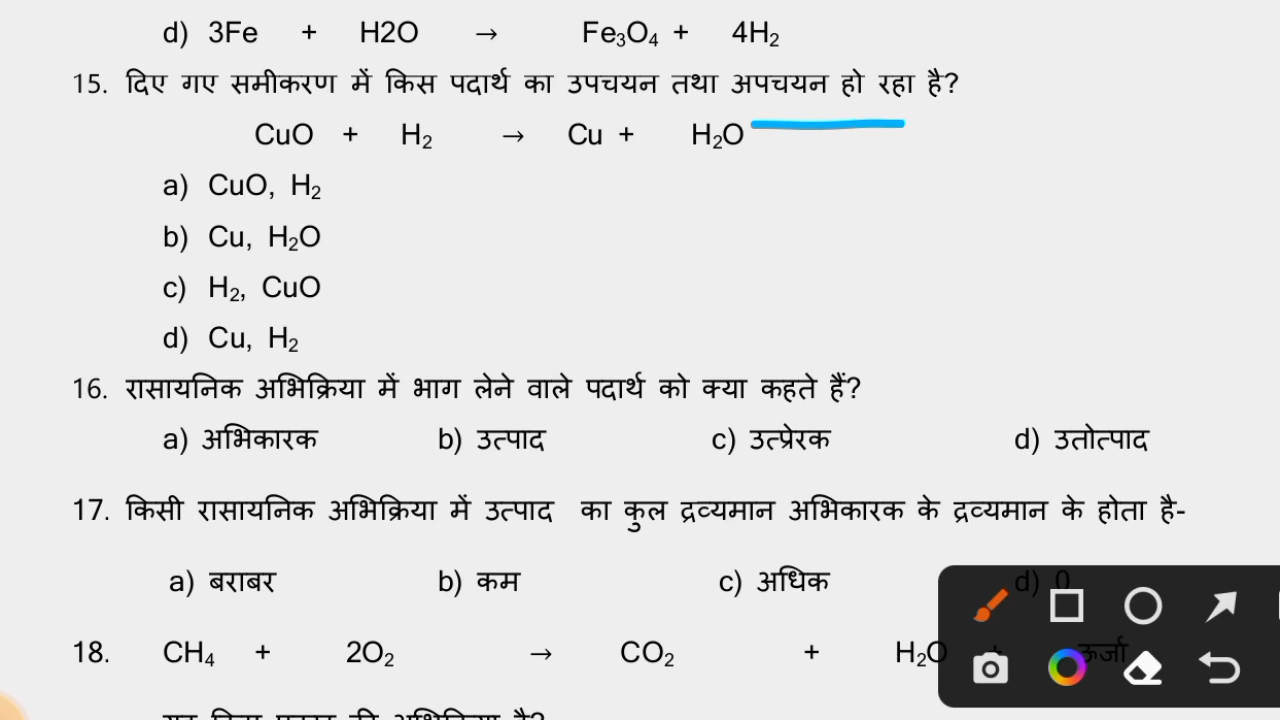 d) 3Fe + H2O → Fe₃O₄ + 4H₂
15. दिए गए समीकरण में किस पदार्थ का उपचयन तथा अपचयन हो रहा है?
CuO + H₂ → Cu + H₂O
a) CuO, H₂
b) Cu, H₂O
c) H₂, CuO
d) Cu, H₂
16. रासायनिक अभिक्रिया में भाग लेने वाले पदार्थ को क्या कहते हैं?
a) अभिकारक b) उत्पाद c) उत्प्रेरक d) उतोत्पाद
17. किसी रासायनिक अभिक्रिया में उत्पाद का कुल द्रव्यमान अभिकारक के द्रव्यमान के होता है-
a) बराबर b) कम c) अधिक d) 0
18. CH₄ + 2O₂ → CO₂ + H₂O + ऊर्जा